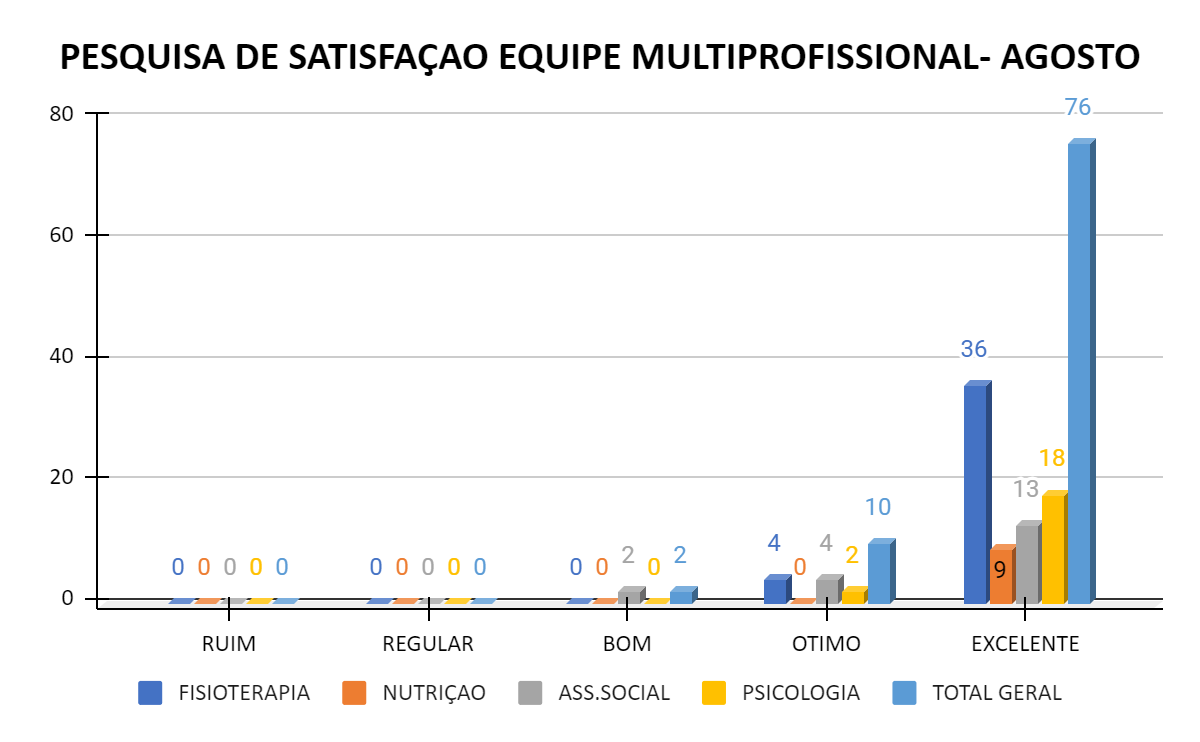 PESQUISA DE SATISFAÇAO EQUIPE MULTIPROFISSIONAL- AGOSTO
80
60
40
20
0
0 0 0 0 0
0 0 0 0 0
0 0 2 0 2
4 0 4 2 10
36 9 13 18 76
RUIM REGULAR BOM OTIMO EXCELENTE
FISIOTERAPIA NUTRIÇAO ASS.SOCIAL PSICOLOGIA TOTAL GERAL